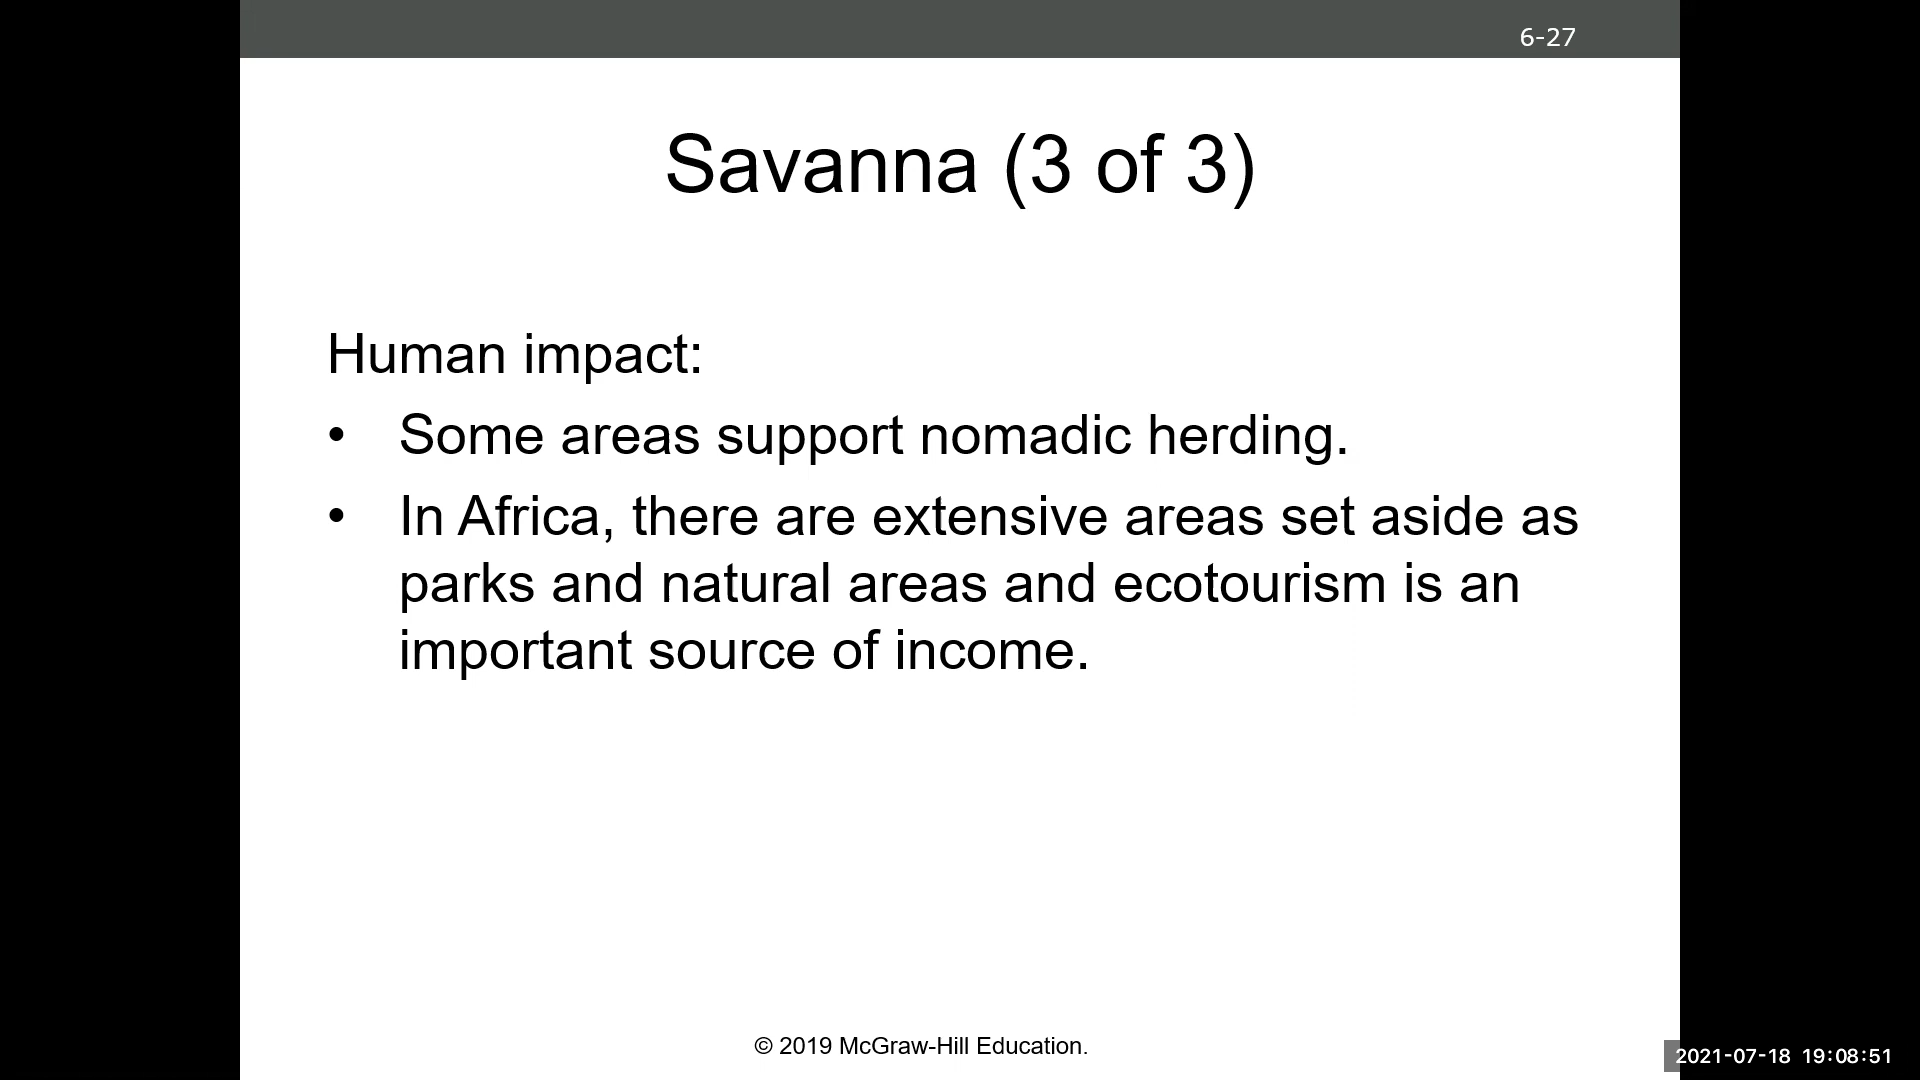 6-27
Savanna (3 of 3)
Human impact:
• Some areas support nomadic herding.
• In Africa, there are extensive areas set aside as
parks and natural areas and ecotourism is an
important source of income.
© 2019 McGraw-Hill Education.
2021-07-18 19:08:51